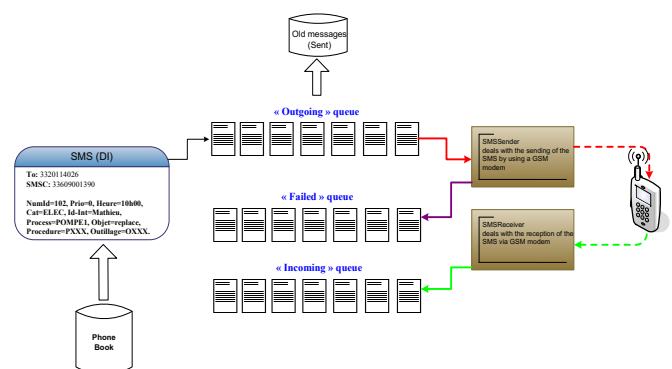 Old messages
(Sent)
« Outgoing » queue
SMS (DI)
To: 3320114026
SMSC: 33609001390
NumId=102, Prio=0, Heure=10h00,
Cat=ELEC, Id-Int=Mathieu,
Process=POMPE1, Objet=replace,
Procedure=PXXX, Outillage=OXXX.
SMSSender
deals with the sending of the
SMS by using a GSM
modem
« Failed » queue
SMSReceiver
deals with the reception of the
SMS via GSM modem
« Incoming » queue
Phone
Book